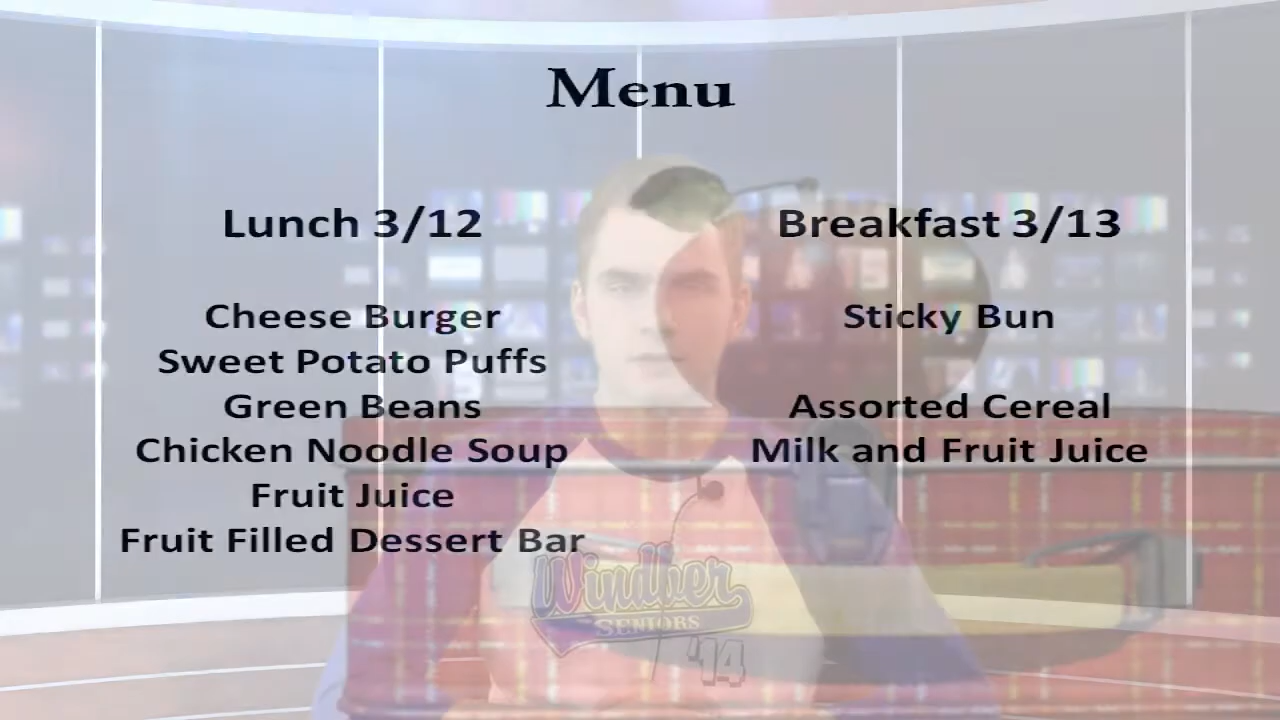 Menu
Lunch 3/12
Cheese Burger
Sweet Potato Puffs
Green Beans
Chicken Noodle Soup
Fruit Juice
Fruit Filled Dessert Bar
Breakfast 3/13
Sticky Bun
Assorted Cereal
Milk and Fruit Juice
Windber
SENIORS
'14